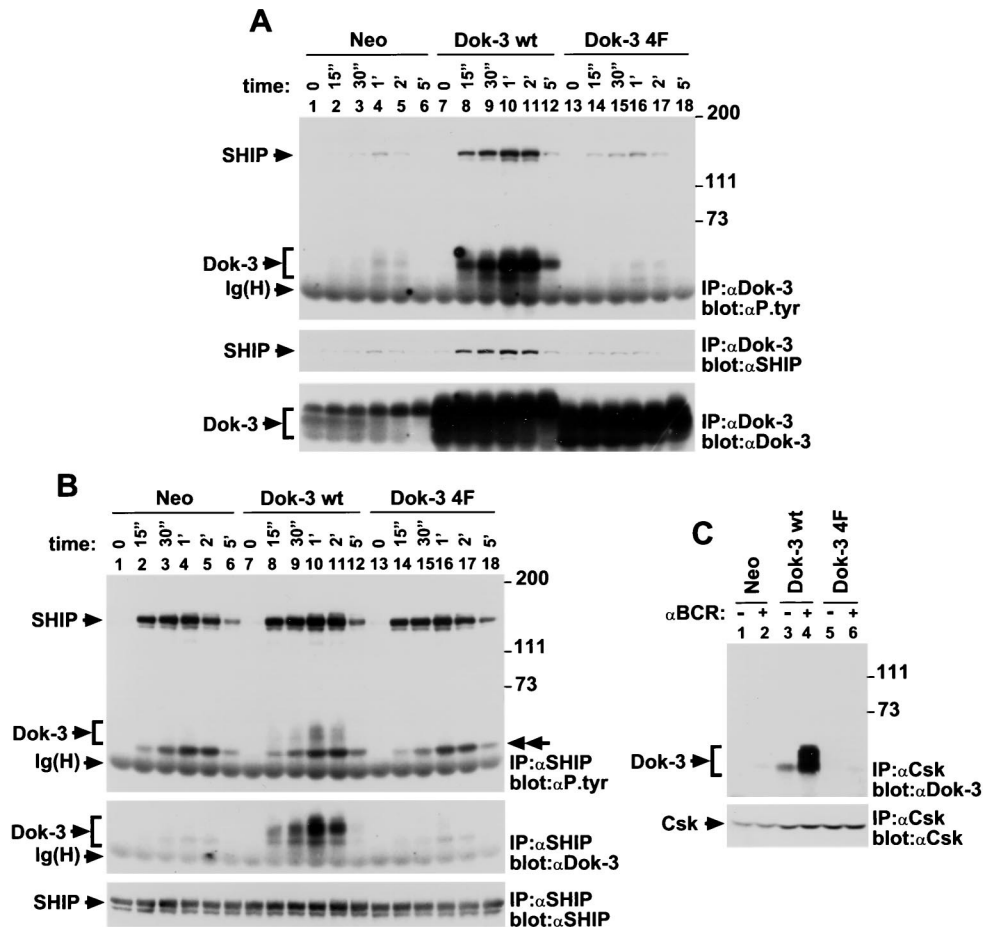 A
Neo Dok-3 wt Dok-3 4F
time: 0 15" 30" 1' 2' 5' 0 15" 30" 1' 2' 5' 0 15" 30" 1' 2' 5'
1 2 3 4 5 6 7 8 9 10 11 12 13 14 15 16 17 18
200
SHIP
111
73
Dok-3
Ig(H)
IP:αDok-3
blot:αP.tyr
SHIP
IP:αDok-3
blot:αSHIP
Dok-3
IP:αDok-3
blot:αDok-3
B
Neo Dok-3 wt Dok-3 4F
time: 0 15" 30" 1' 2' 5' 0 15" 30" 1' 2' 5' 0 15" 30" 1' 2' 5'
1 2 3 4 5 6 7 8 9 10 11 12 13 14 15 16 17 18
200
SHIP
111
73
Dok-3
Ig(H)
IP:αSHIP
blot:αP.tyr
Dok-3
Ig(H)
IP:αSHIP
blot:αDok-3
SHIP
IP:αSHIP
blot:αSHIP
C
Neo Dok-3 wt Dok-3 4F
αBCR: - + - + - +
1 2 3 4 5 6
111
73
Dok-3
IP:αCsk
blot:αDok-3
Csk
IP:αCsk
blot:αCsk